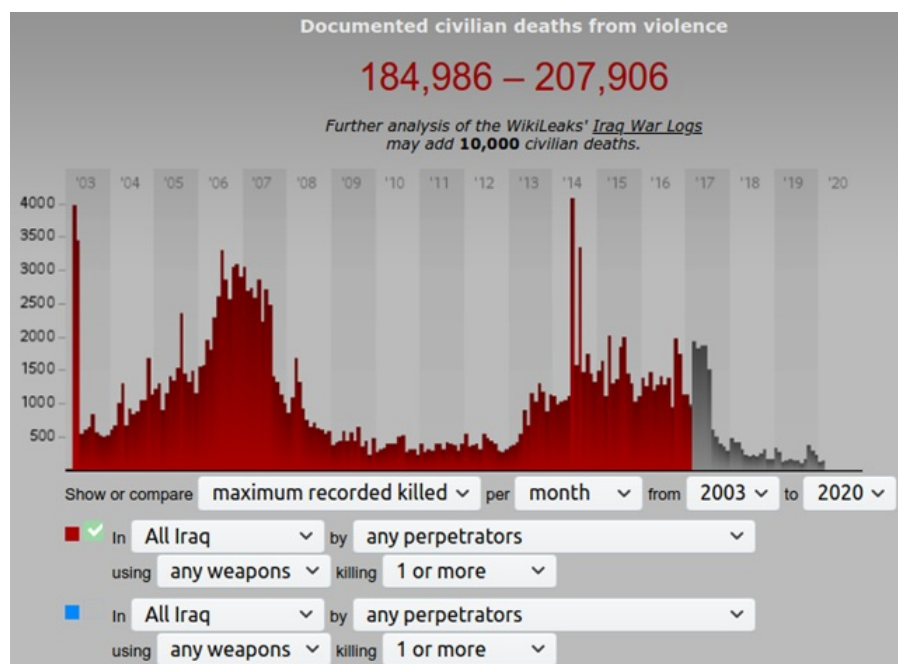 Documented civilian deaths from violence
184,986 – 207,906
Further analysis of the WikiLeaks' Iraq War Logs
may add 10,000 civilian deaths.
'03 '04 '05 '06 '07 '08 '09 '10 '11 '12 '13 '14 '15 '16 '17 '18 '19 '20
4000
3500
3000
2500
2000
1500
1000
500
Show or compare maximum recorded killed per month from 2003 to 2020
In All Iraq by any perpetrators
using any weapons killing 1 or more
In All Iraq by any perpetrators
using any weapons killing 1 or more